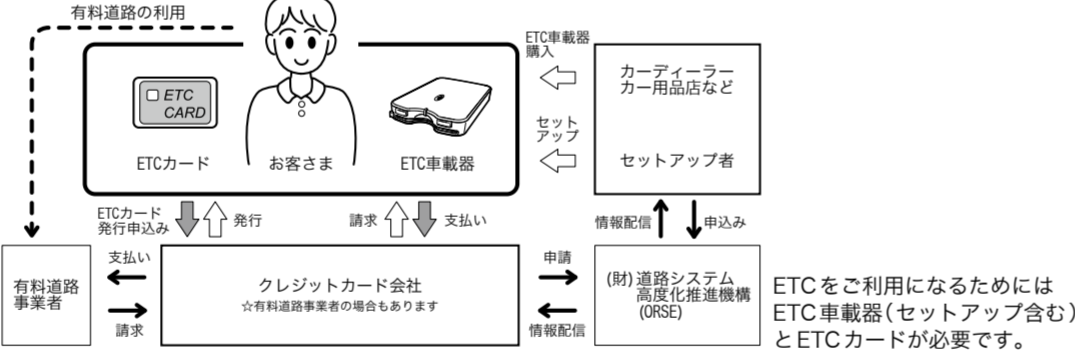 有料道路の利用
ETC
CARD
ETCカード
お客さま
ETC車載器
ETC車載器
購入
セット
アップ
カーディーラー
カー用品店など
セットアップ者
ETCカード
発行申込み
発行
請求
支払い
情報配信
申込み
有料道路
事業者
支払い
請求
クレジットカード会社
☆有料道路事業者の場合もあります
申請
情報配信
(財)道路システム
高度化推進機構
(ORSE)
ETCをご利用になるためには
ETC車載器(セットアップ含む)
とETCカードが必要です。